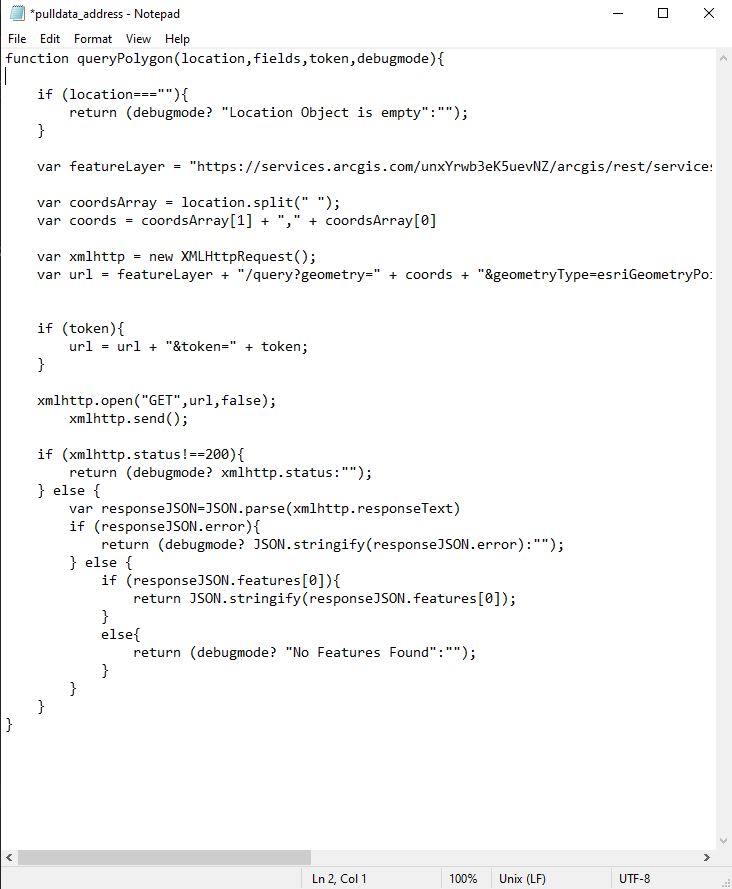 *pulldata_address - Notepad
File Edit Format View Help
function queryPolygon(location,fields,token,debugmode){
    if (location===""){
        return (debugmode? "Location Object is empty":"");
    }
    var featureLayer = "https://services.arcgis.com/unxYrwb3eK5uevNZ/arcgis/rest/services
    var coordsArray = location.split(" ");
    var coords = coordsArray[1] + "," + coordsArray[0]
    var xmlhttp = new XMLHttpRequest();
    var url = featureLayer + "/query?geometry=" + coords + "&geometryType=esriGeometryPo
    if (token){
        url = url + "&token=" + token;
    }
    xmlhttp.open("GET",url,false);
        xmlhttp.send();
    if (xmlhttp.status!==200){
        return (debugmode? xmlhttp.status:"");
    } else {
        var responseJSON=JSON.parse(xmlhttp.responseText)
        if (responseJSON.error){
            return (debugmode? JSON.stringify(responseJSON.error):"");
        } else {
            if (responseJSON.features[0]){
                return JSON.stringify(responseJSON.features[0]);
            }
            else{
                return (debugmode? "No Features Found":"");
            }
        }
    }
}
Ln 2, Col 1 100% Unix (LF) UTF-8